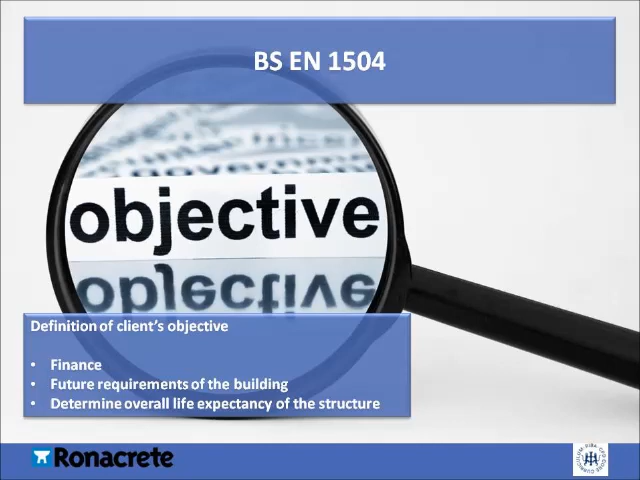 BS EN 1504
objective
objective
Definition of client's objective
• Finance
• Future requirements of the building
• Determine overall life expectancy of the structure
Ronacrete